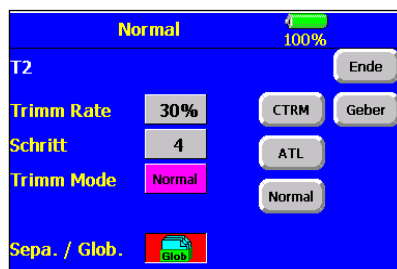 Normal 100%
T2 Ende
Trimm Rate 30% CTRM Geber
Schritt 4 ATL
Trimm Mode Normal Normal
Sepa. / Glob. Glob